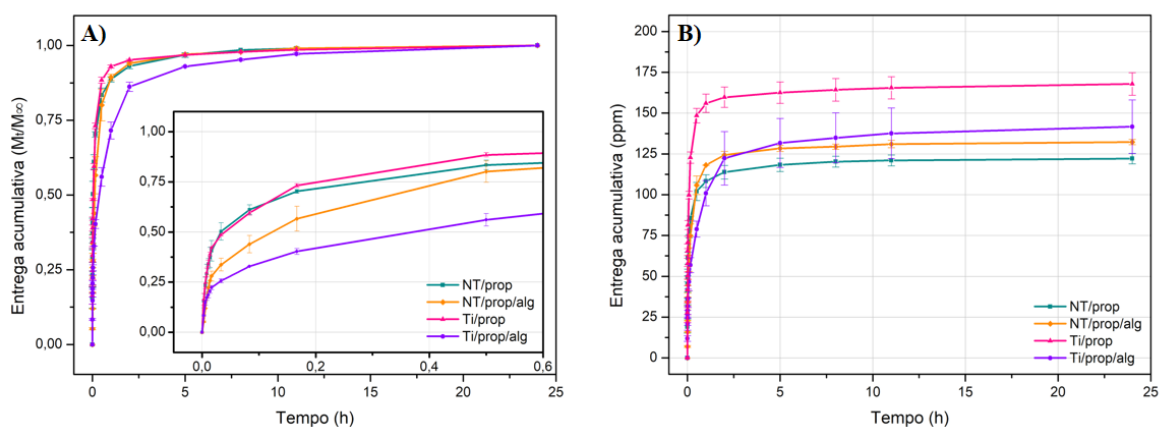 A)
Entrega acumulativa (Mt/M∞)
1,00
0,75
0,50
0,25
0,00
1,00
0,75
0,50
0,25
0,00
NT/prop
NT/prop/alg
Ti/prop
Ti/prop/alg
0,0 0,2 0,4 0,6
0 5 10 15 20 25
Tempo (h)
B)
Entrega acumulativa (ppm)
200
175
150
125
100
75
50
25
0
NT/prop
NT/prop/alg
Ti/prop
Ti/prop/alg
0 5 10 15 20 25
Tempo (h)